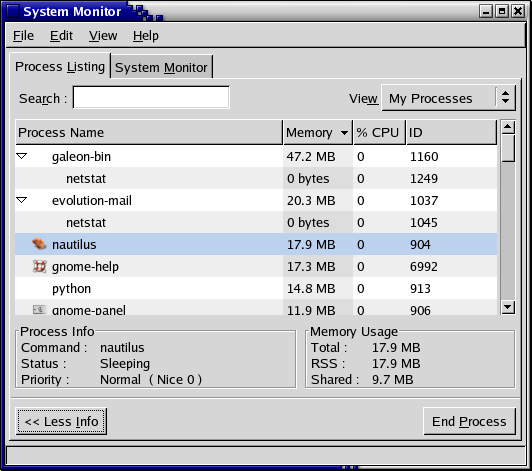 System Monitor
File Edit View Help
Process Listing System Monitor
Search : View My Processes
Process Name Memory % CPU ID
galeon-bin 47.2 MB 0 1160
netstat 0 bytes 0 1249
evolution-mail 20.3 MB 0 1037
netstat 0 bytes 0 1045
nautilus 17.9 MB 0 904
gnome-help 17.3 MB 0 6992
python 14.8 MB 0 913
gnome-panel 11.9 MB 0 906
Process Info
Command : nautilus
Status : Sleeping
Priority : Normal ( Nice 0 )
Memory Usage
Total : 17.9 MB
RSS : 17.9 MB
Shared : 9.7 MB
<< Less Info End Process